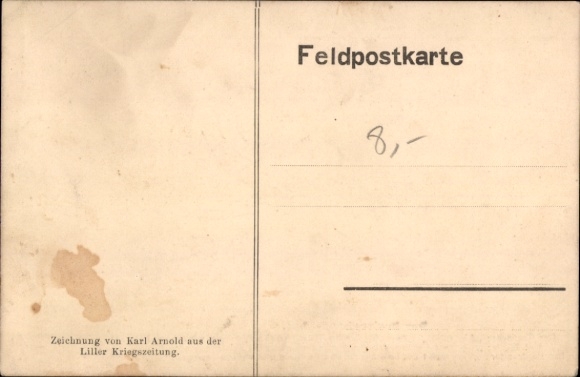 Feldpostkarte
8,-
Zeichnung von Karl Arnold aus der
Liller Kriegszeitung.